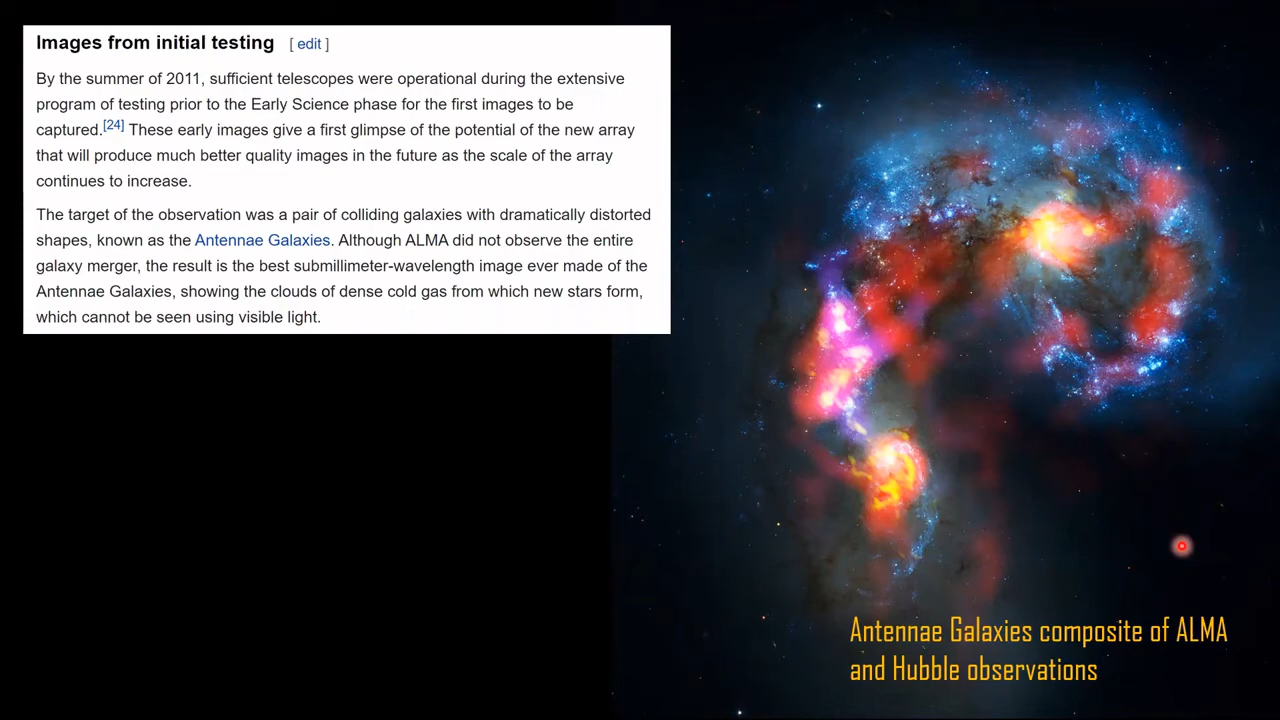 Images from initial testing [ edit ]
By the summer of 2011, sufficient telescopes were operational during the extensive
program of testing prior to the Early Science phase for the first images to be
captured.[24] These early images give a first glimpse of the potential of the new array
that will produce much better quality images in the future as the scale of the array
continues to increase.
The target of the observation was a pair of colliding galaxies with dramatically distorted
shapes, known as the Antennae Galaxies. Although ALMA did not observe the entire
galaxy merger, the result is the best submillimeter-wavelength image ever made of the
Antennae Galaxies, showing the clouds of dense cold gas from which new stars form,
which cannot be seen using visible light.
Antennae Galaxies composite of ALMA
and Hubble observations